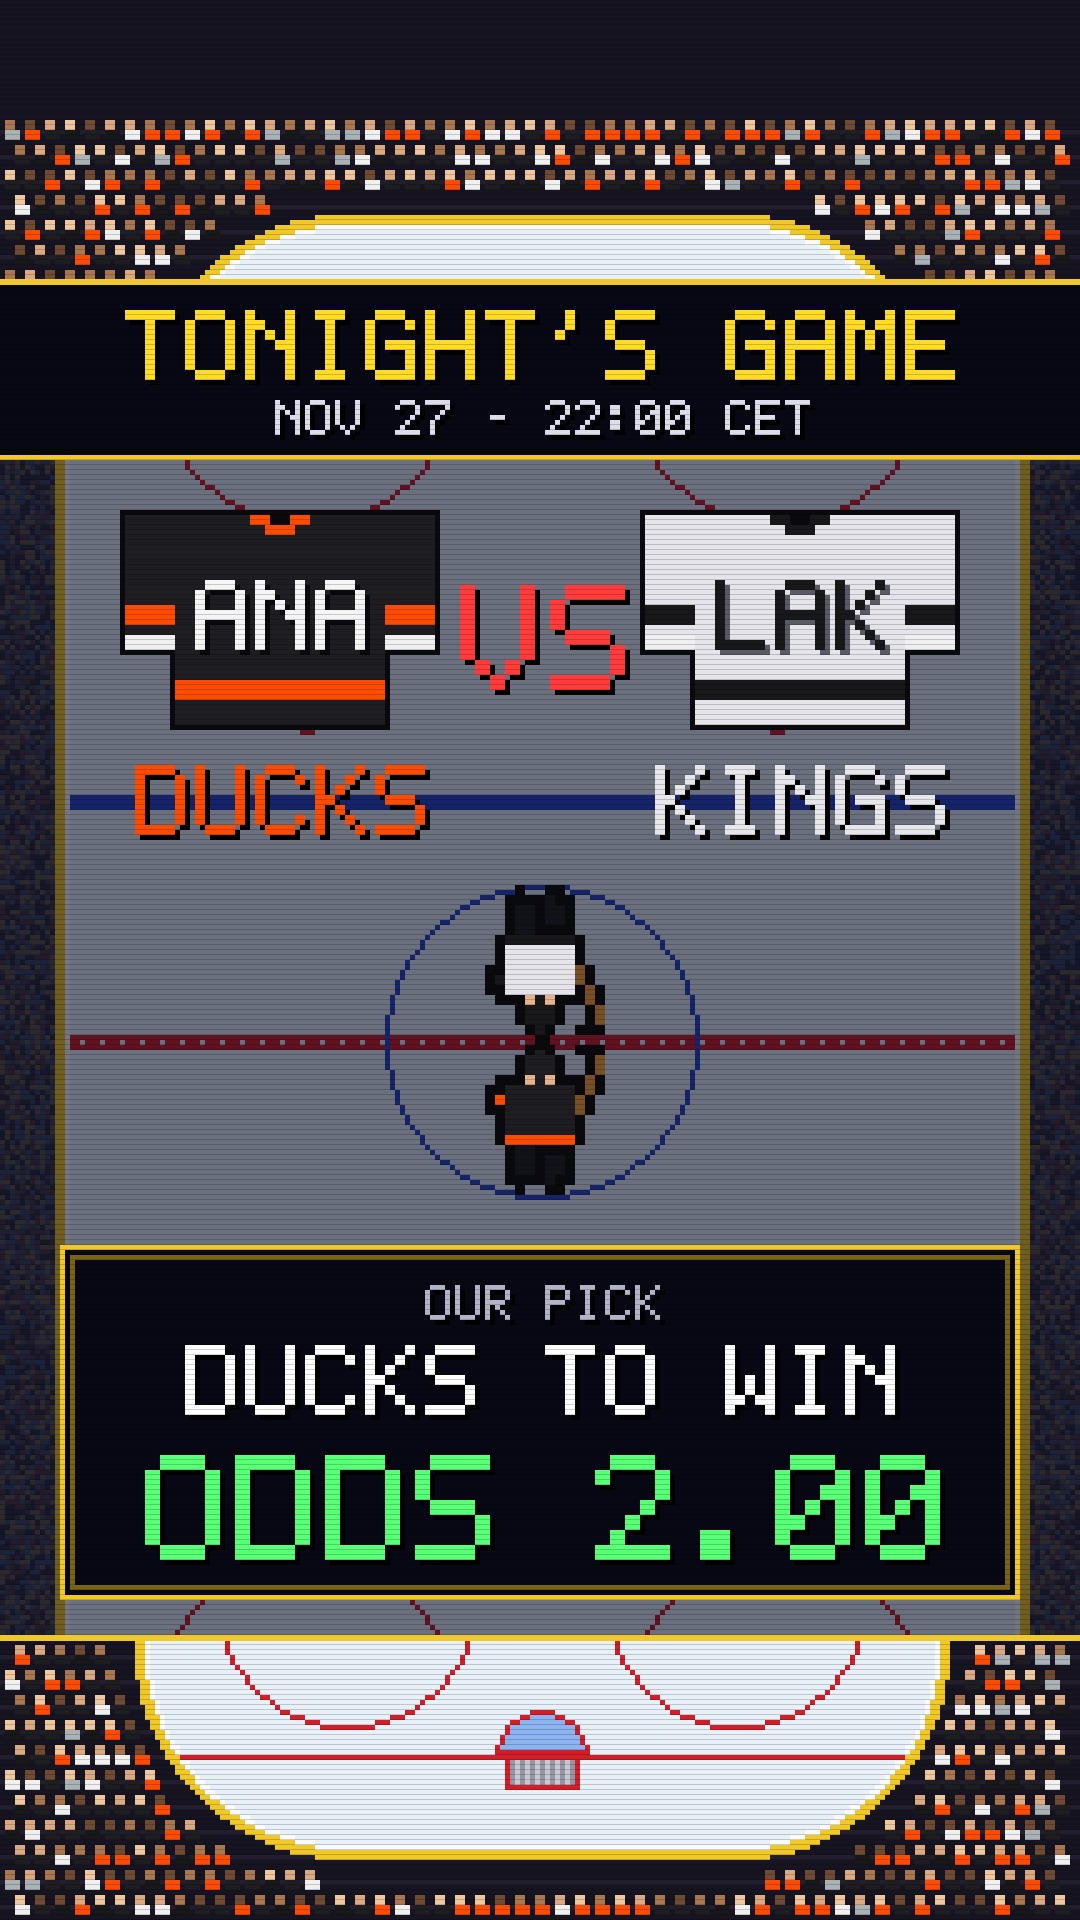 TONIGHT'S GAME
NOV 27 - 22:00 CET
ANA VS LAK
DUCKS KINGS
OUR PICK
DUCKS TO WIN
ODDS 2.00